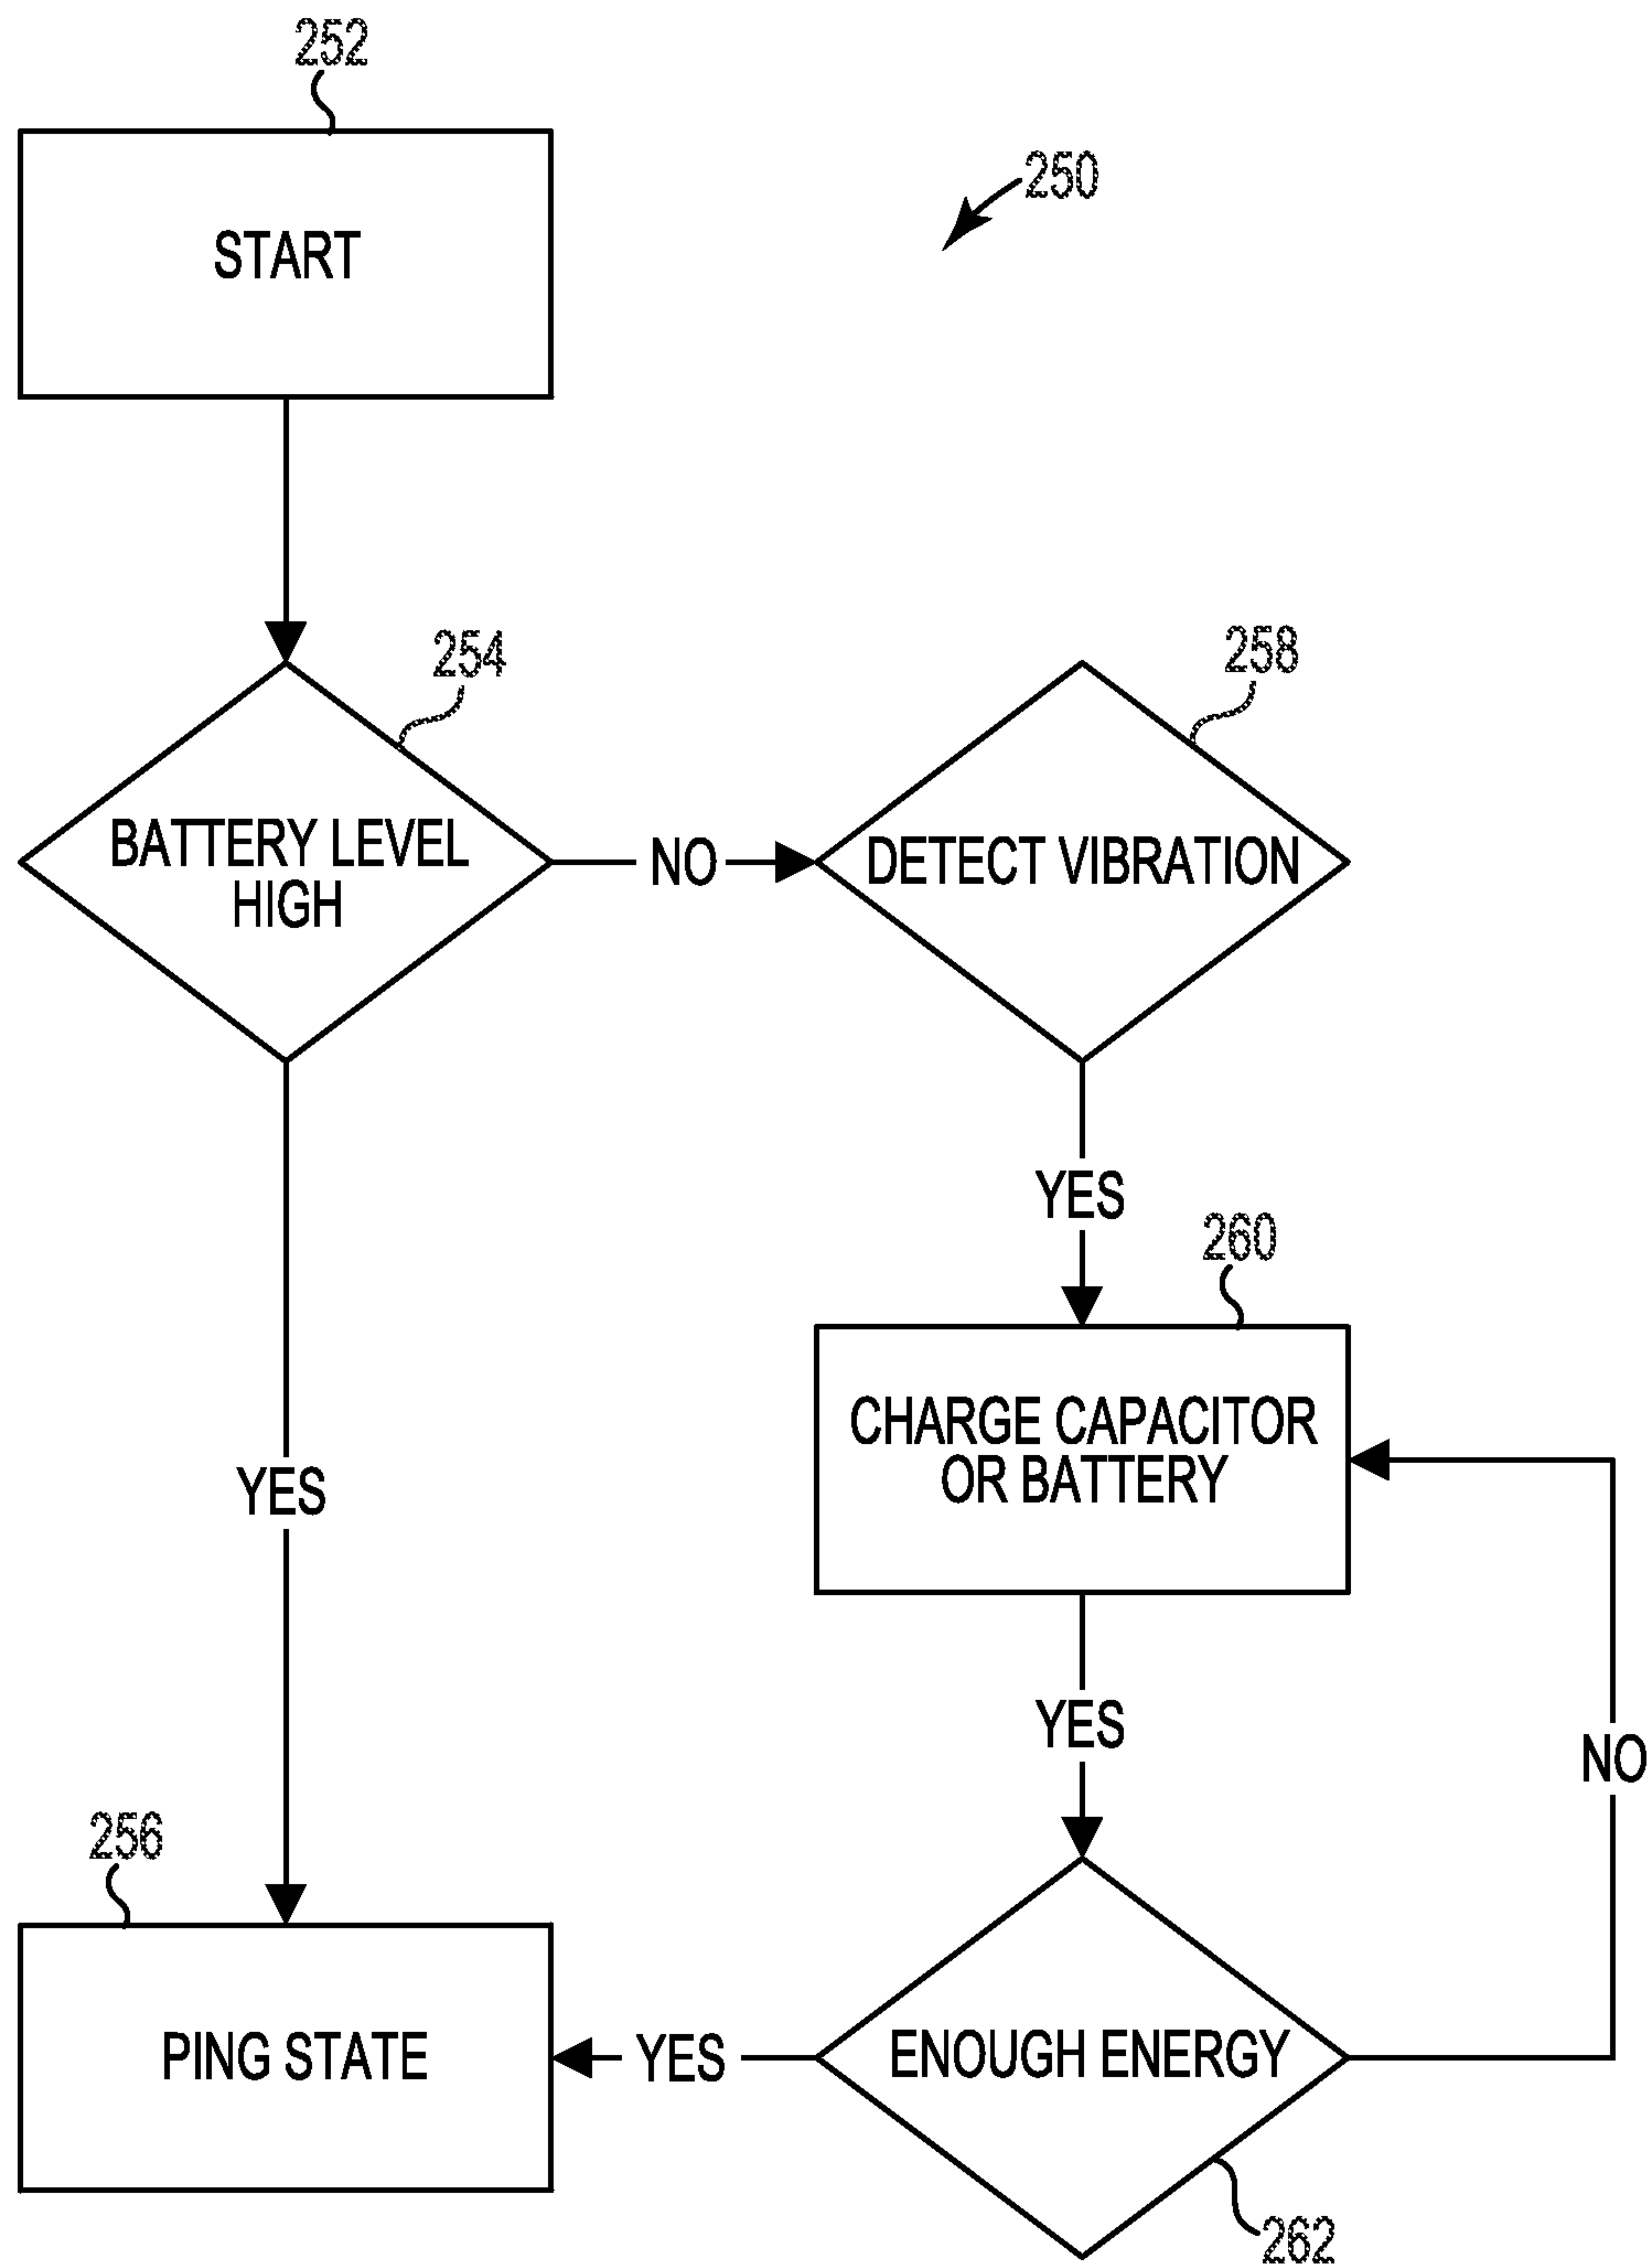 252
START
250
254
BATTERY LEVEL
HIGH
NO
258
DETECT VIBRATION
YES
260
CHARGE CAPACITOR
OR BATTERY
YES
YES
NO
256
PING STATE
YES
ENOUGH ENERGY
262